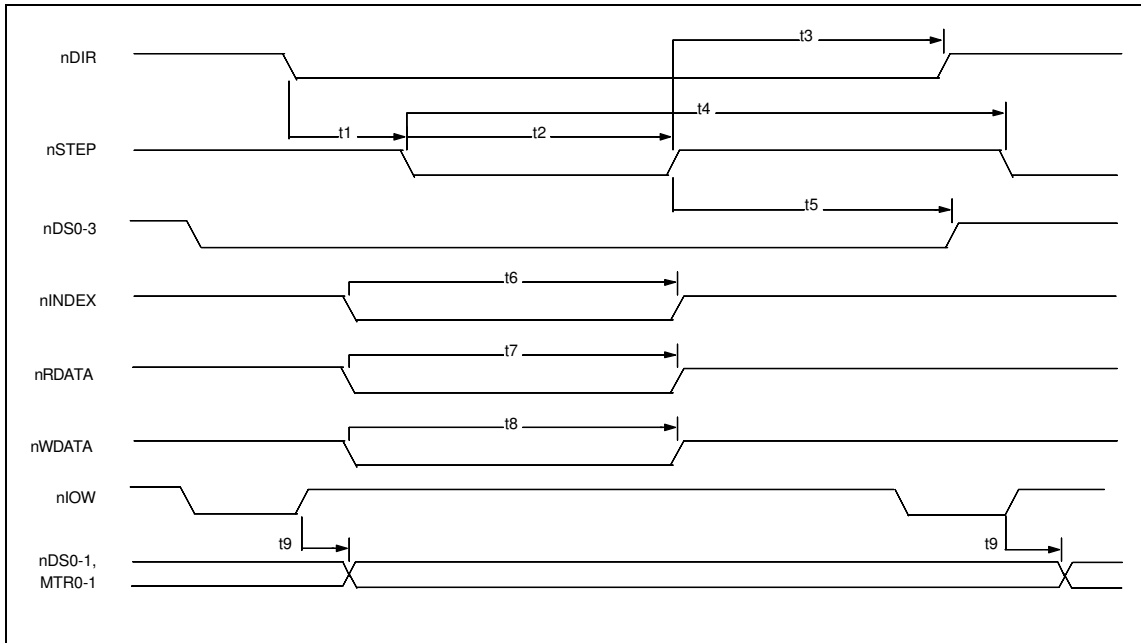 t3
nDIR
t4
t1
t2
nSTEP
t5
nDS0-3
t6
nINDEX
t7
nRDATA
t8
nWDATA
nIOW
t9
t9
nDS0-1,
MTR0-1